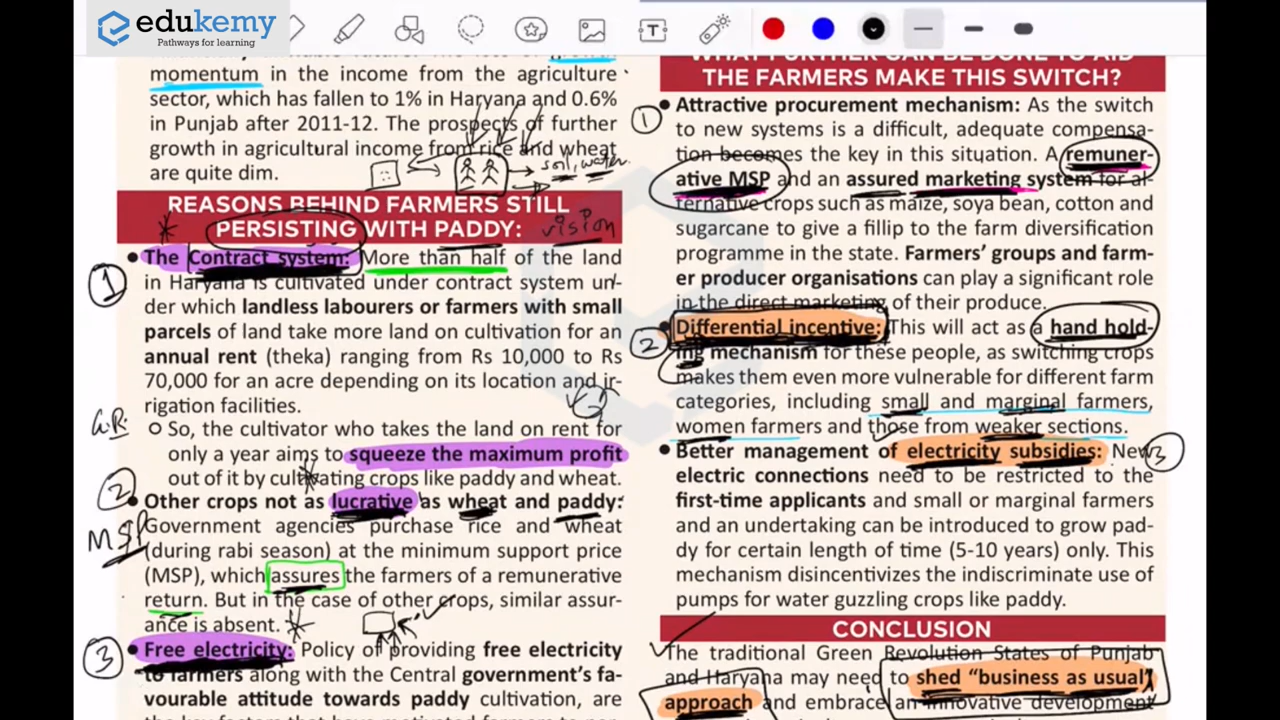 edukemy
Pathways for learning
momentum in the income from the agriculture
sector, which has fallen to 1% in Haryana and 0.6%
in Punjab after 2011-12. The prospects of further
growth in agricultural income from rice and wheat
are quite dim.
soil, water
REASONS BEHIND FARMERS STILL
PERSISTING WITH PADDY:
vision
1
• The Contract system: More than half of the land
in Haryana is cultivated under contract system un-
der which landless labourers or farmers with small
parcels of land take more land on cultivation for an
annual rent (theka) ranging from Rs 10,000 to Rs
70,000 for an acre depending on its location and ir-
rigation facilities.
G.R.
So, the cultivator who takes the land on rent for
only a year aims to squeeze the maximum profit
out of it by cultivating crops like paddy and wheat.
2
• Other crops not as lucrative as wheat and paddy:
MSP
Government agencies purchase rice and wheat
(during rabi season) at the minimum support price
(MSP), which assures the farmers of a remunerative
return. But in the case of other crops, similar assur-
ance is absent.
3
• Free electricity: Policy of providing free electricity
to farmers along with the Central government's fa-
vourable attitude towards paddy cultivation, are
WHAT FURTHER CAN BE DONE TO AID
THE FARMERS MAKE THIS SWITCH?
1
• Attractive procurement mechanism: As the switch
to new systems is a difficult, adequate compensa-
tion becomes the key in this situation. A remuner-
ative MSP and an assured marketing system for al-
ternative crops such as maize, soya bean, cotton and
sugarcane to give a fillip to the farm diversification
programme in the state. Farmers' groups and farm-
er producer organisations can play a significant role
in the direct marketing of their produce.
2
• Differential incentive: This will act as a hand hold-
ing mechanism for these people, as switching crops
makes them even more vulnerable for different farm
categories, including small and marginal farmers,
women farmers and those from weaker sections.
• Better management of electricity subsidies: New
3
electric connections need to be restricted to the
first-time applicants and small or marginal farmers
and an undertaking can be introduced to grow pad-
dy for certain length of time (5-10 years) only. This
mechanism disincentivizes the indiscriminate use of
pumps for water guzzling crops like paddy.
CONCLUSION
The traditional Green Revolution States of Punjab
and Haryana may need to shed "business as usual"
approach and embrace an innovative development